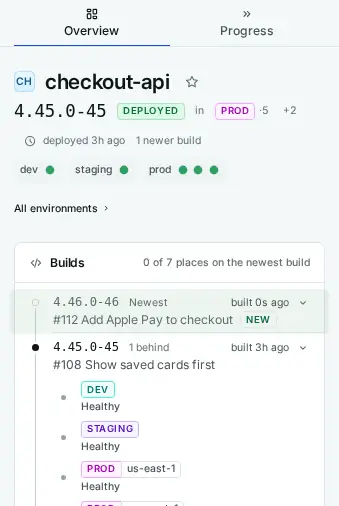 Overview
Progress
CH checkout-api
4.45.0-45 DEPLOYED in PROD ·5 +2
deployed 3h ago 1 newer build
dev staging prod
All environments
Builds 0 of 7 places on the newest build
4.46.0-46 Newest built 0s ago
#112 Add Apple Pay to checkout NEW
4.45.0-45 1 behind built 3h ago
#108 Show saved cards first
DEV
Healthy
STAGING
Healthy
PROD us-east-1
Healthy